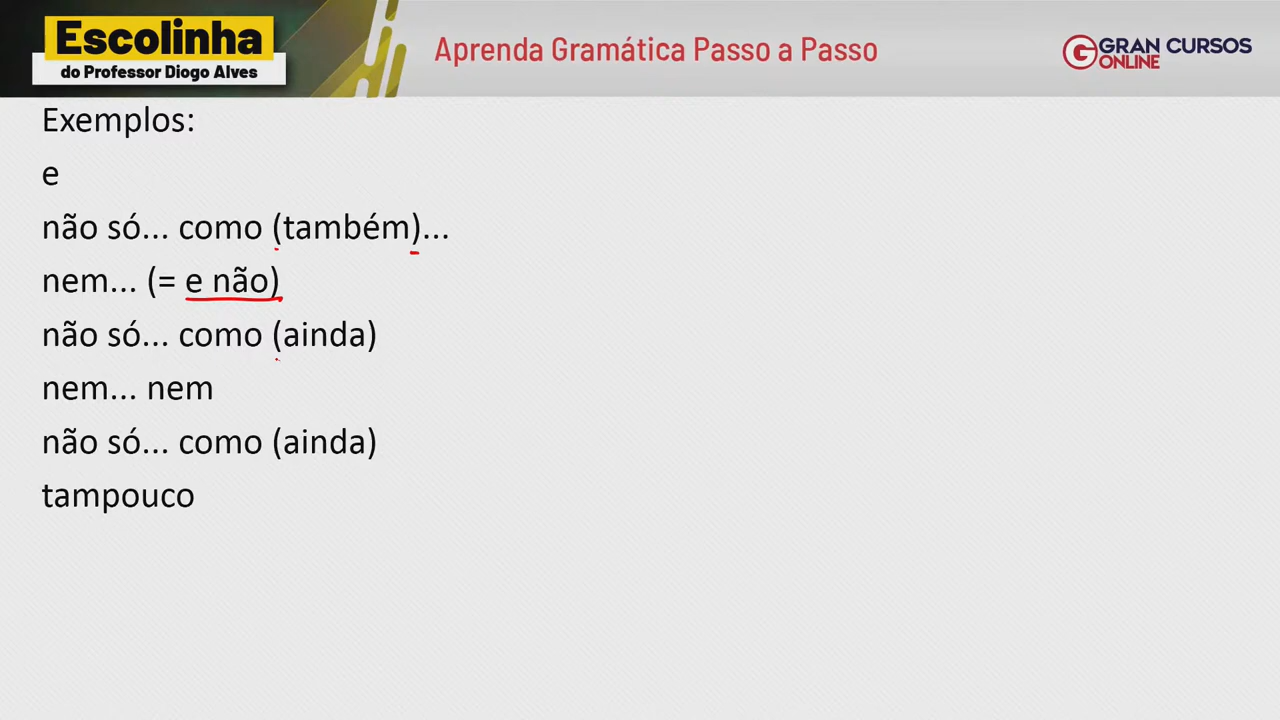 Escolinha
do Professor Diogo Alves
Aprenda Gramática Passo a Passo
GRAN CURSOS
ONLINE
Exemplos:
e
não só... como (também)...
nem... (= e não)
não só... como (ainda)
nem... nem
não só... como (ainda)
tampouco